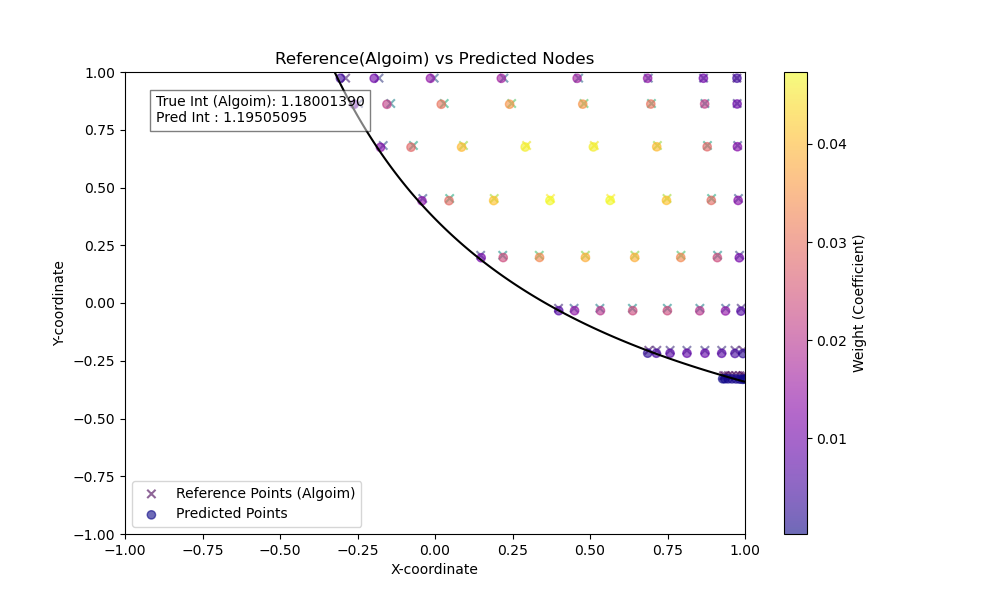 Reference(Algoim) vs Predicted Nodes
True Int (Algoim): 1.18001390
Pred Int : 1.19505095
1.00
0.75
0.50
0.25
0.00
−0.25
−0.50
−0.75
−1.00
Y-coordinate
Reference Points (Algoim)
Predicted Points
−1.00 −0.75 −0.50 −0.25 0.00 0.25 0.50 0.75 1.00
X-coordinate
0.04
0.03
0.02
0.01
Weight (Coefficient)